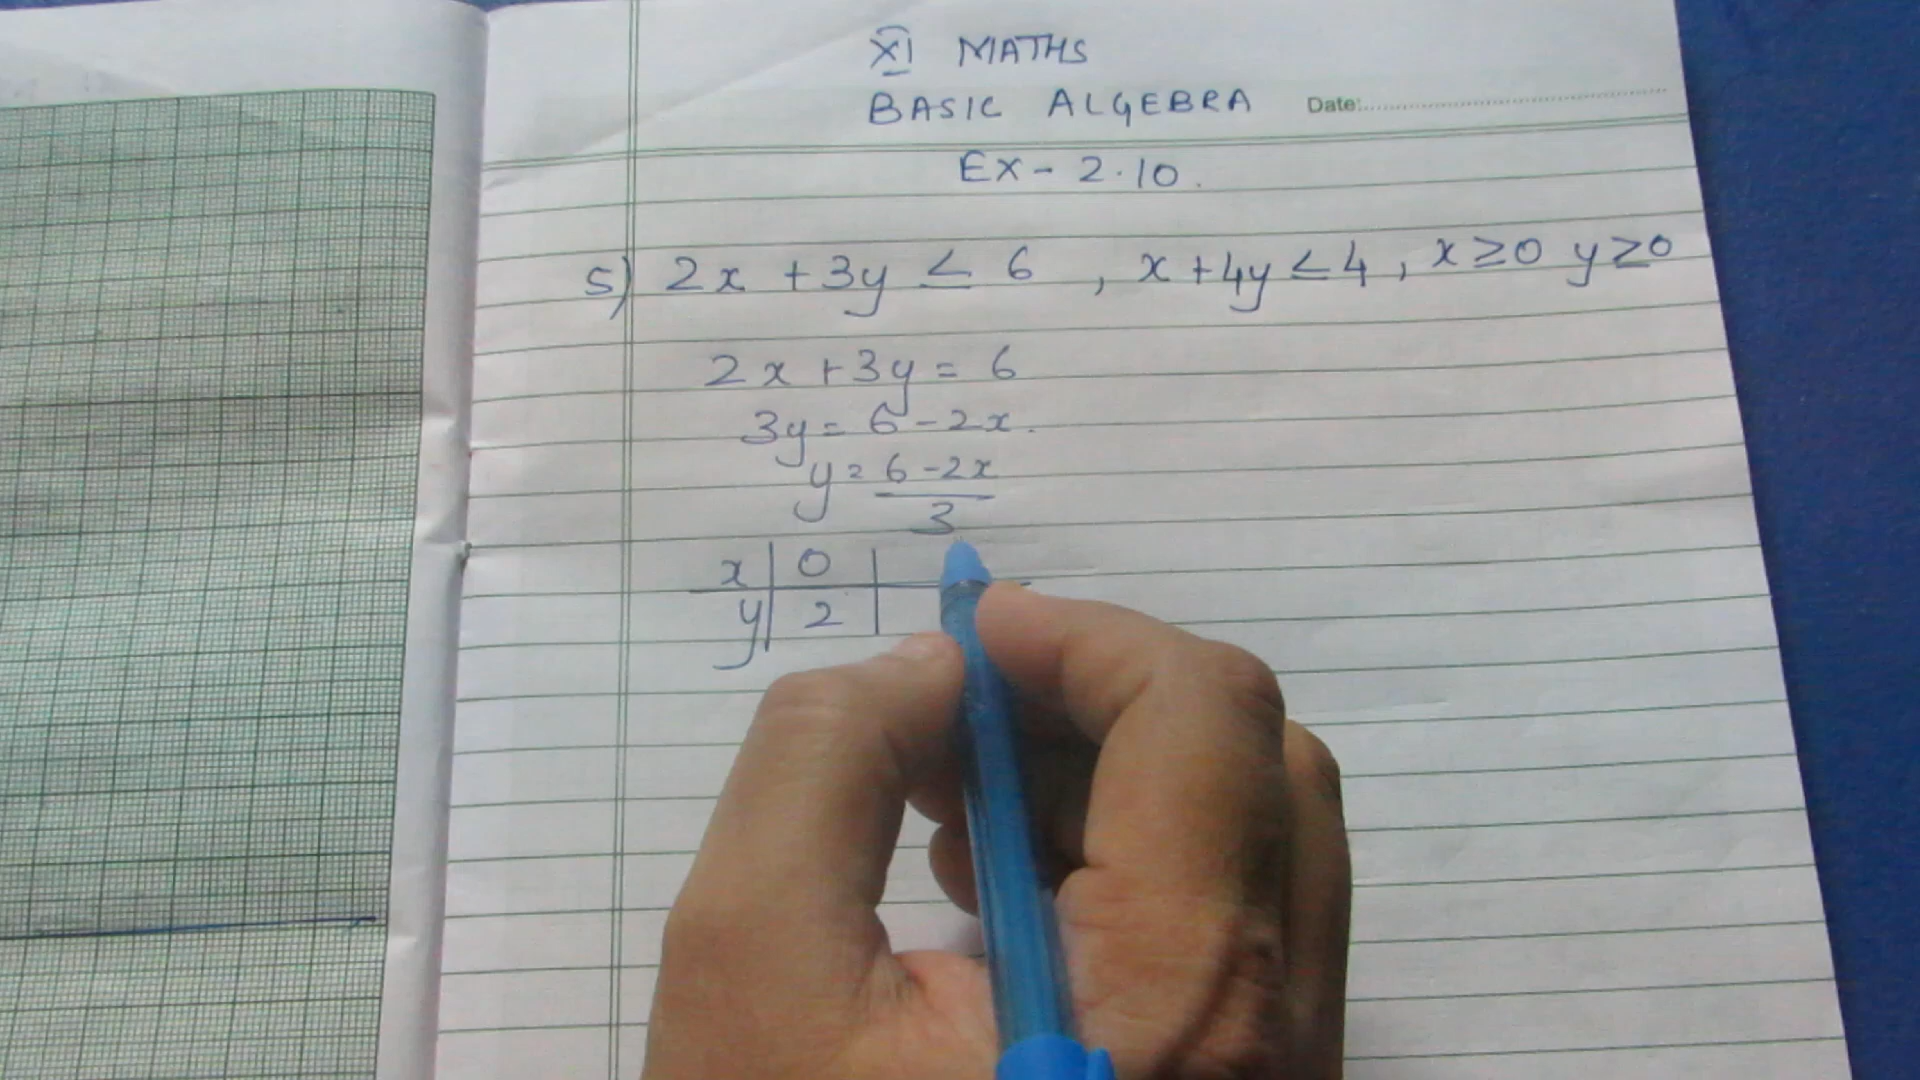 XI MATHS
BASIC ALGEBRA Date:
EX - 2.10.
5) 2x + 3y ≤ 6 , x + 4y ≤ 4 , x ≥ 0 y ≥ 0
2x + 3y = 6
3y = 6 - 2x.
y = 6 - 2x
3
x | 0 |
y | 2 |